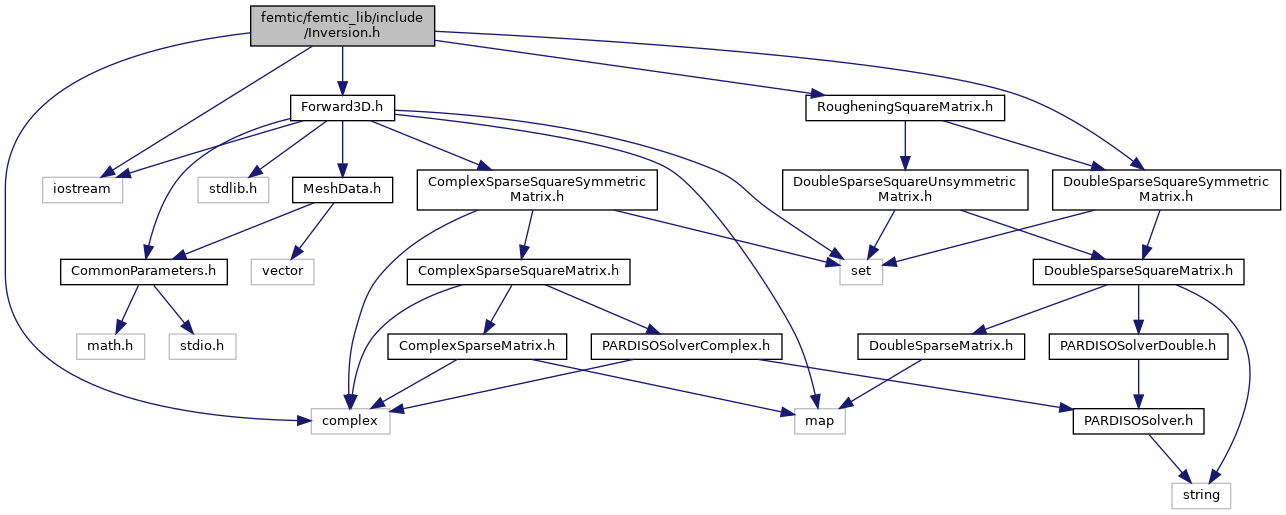 femtic/femtic_lib/include
/Inversion.h
Forward3D.h
RougheningSquareMatrix.h
iostream
stdlib.h
MeshData.h
ComplexSparseSquareSymmetric
Matrix.h
DoubleSparseSquareUnsymmetric
Matrix.h
DoubleSparseSquareSymmetric
Matrix.h
CommonParameters.h
vector
ComplexSparseSquareMatrix.h
set
DoubleSparseSquareMatrix.h
math.h
stdio.h
ComplexSparseMatrix.h
PARDISOSolverComplex.h
DoubleSparseMatrix.h
PARDISOSolverDouble.h
complex
map
PARDISOSolver.h
string